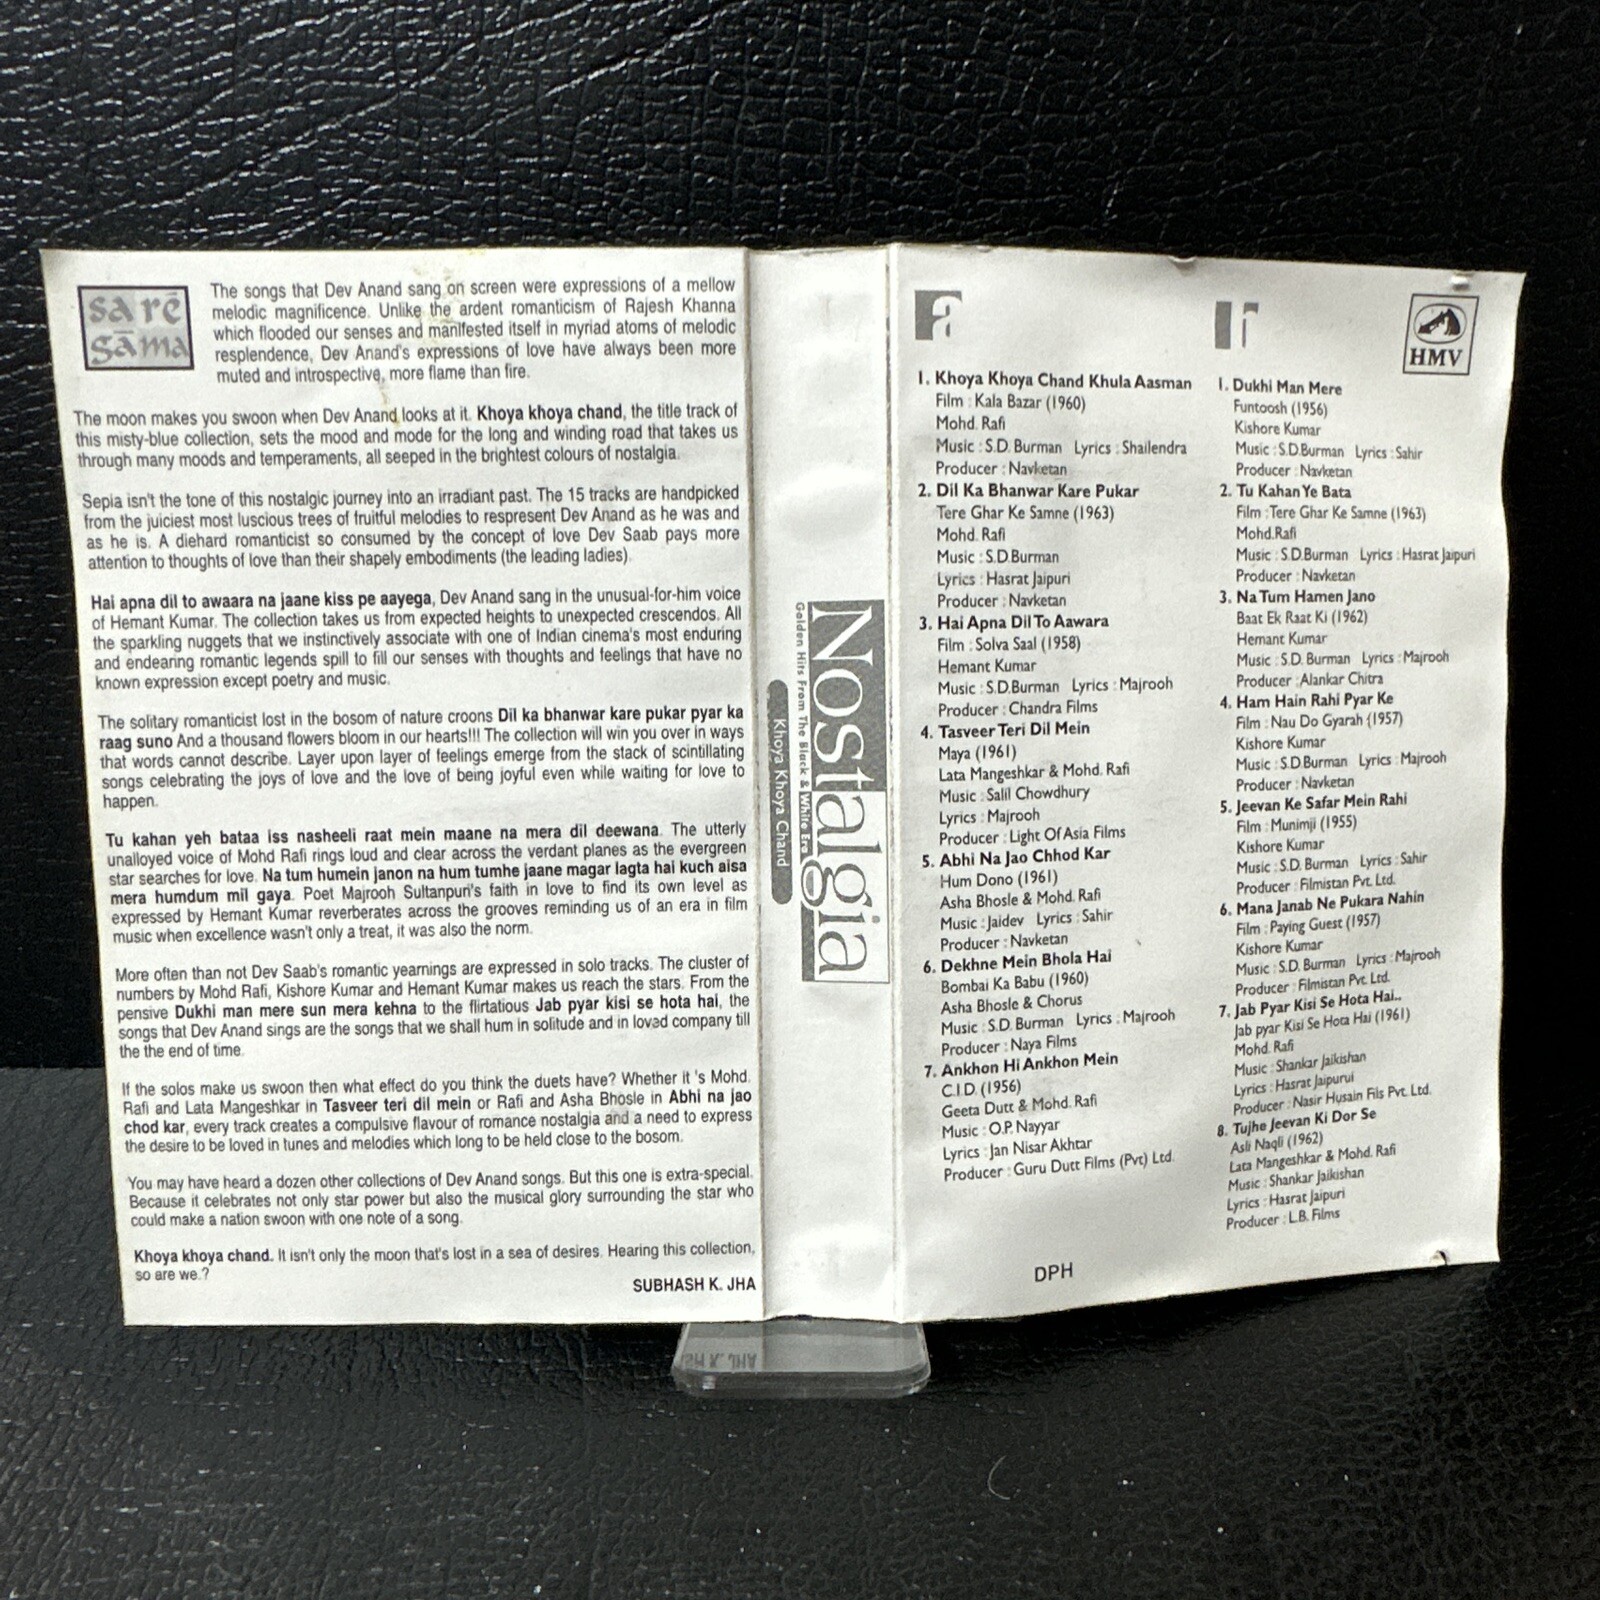 sa rē
gāma
The songs that Dev Anand sang on screen were expressions of a mellow
melodic magnificence. Unlike the ardent romanticism of Rajesh Khanna
which flooded our senses and manifested itself in myriad atoms of melodic
resplendence, Dev Anand's expressions of love have always been more
muted and introspective, more flame than fire.
The moon makes you swoon when Dev Anand looks at it. Khoya khoya chand, the title track of
this misty-blue collection, sets the mood and mode for the long and winding road that takes us
through many moods and temperaments, all seeped in the brightest colours of nostalgia.
Sepia isn't the tone of this nostalgic journey into an irradiant past. The 15 tracks are handpicked
from the juiciest most luscious trees of fruitful melodies to respresent Dev Anand as he was and
as he is. A diehard romanticist so consumed by the concept of love Dev Saab pays more
attention to thoughts of love than their shapely embodiments (the leading ladies).
Hai apna dil to awaara na jaane kiss pe aayega, Dev Anand sang in the unusual-for-him voice
of Hemant Kumar. The collection takes us from expected heights to unexpected crescendos. All
the sparkling nuggets that we instinctively associate with one of Indian cinema's most enduring
and endearing romantic legends spill to fill our senses with thoughts and feelings that have no
known expression except poetry and music.
The solitary romanticist lost in the bosom of nature croons Dil ka bhanwar kare pukar pyar ka
raag suno And a thousand flowers bloom in our hearts!!! The collection will win you over in ways
that words cannot describe. Layer upon layer of feelings emerge from the stack of scintillating
songs celebrating the joys of love and the love of being joyful even while waiting for love to
happen.
Tu kahan yeh bataa iss nasheeli raat mein maane na mera dil deewana. The utterly
unalloyed voice of Mohd Rafi rings loud and clear across the verdant planes as the evergreen
star searches for love. Na tum humein janon na hum tumhe jaane magar lagta hai kuch aisa
mera humdum mil gaya. Poet Majrooh Sultanpuri's faith in love to find its own level as
expressed by Hemant Kumar reverberates across the grooves reminding us of an era in film
music when excellence wasn't only a treat, it was also the norm.
More often than not Dev Saab's romantic yearnings are expressed in solo tracks. The cluster of
numbers by Mohd Rafi, Kishore Kumar and Hemant Kumar makes us reach the stars. From the
pensive Dukhi man mere sun mera kehna to the flirtatious Jab pyar kisi se hota hai, the
songs that Dev Anand sings are the songs that we shall hum in solitude and in loved company till
the the end of time.
If the solos make us swoon then what effect do you think the duets have? Whether it 's Mohd.
Rafi and Lata Mangeshkar in Tasveer teri dil mein or Rafi and Asha Bhosle in Abhi na jao
chod kar, every track creates a compulsive flavour of romance nostalgia and a need to express
the desire to be loved in tunes and melodies which long to be held close to the bosom.
You may have heard a dozen other collections of Dev Anand songs. But this one is extra-special.
Because it celebrates not only star power but also the musical glory surrounding the star who
could make a nation swoon with one note of a song.
Khoya khoya chand. It isn't only the moon that's lost in a sea of desires. Hearing this collection,
so are we.?
SUBHASH K. JHA
Nostalgia
Golden Hits From The Black & White Era
Khoya Khoya Chand
a
1. Khoya Khoya Chand Khula Aasman
Film : Kala Bazar (1960)
Mohd. Rafi
Music : S.D. Burman Lyrics : Shailendra
Producer : Navketan
2. Dil Ka Bhanwar Kare Pukar
Tere Ghar Ke Samne (1963)
Mohd. Rafi
Music : S.D.Burman
Lyrics : Hasrat Jaipuri
Producer : Navketan
3. Hai Apna Dil To Aawara
Film : Solva Saal (1958)
Hemant Kumar
Music : S.D.Burman Lyrics : Majrooh
Producer : Chandra Films
4. Tasveer Teri Dil Mein
Maya (1961)
Lata Mangeshkar & Mohd. Rafi
Music : Salil Chowdhury
Lyrics : Majrooh
Producer : Light Of Asia Films
5. Abhi Na Jao Chhod Kar
Hum Dono (1961)
Asha Bhosle & Mohd. Rafi
Music : Jaidev Lyrics : Sahir
Producer : Navketan
6. Dekhne Mein Bhola Hai
Bombai Ka Babu (1960)
Asha Bhosle & Chorus
Music : S.D. Burman Lyrics : Majrooh
Producer : Naya Films
7. Ankhon Hi Ankhon Mein
C.I.D. (1956)
Geeta Dutt & Mohd. Rafi
Music : O.P. Nayyar
Lyrics : Jan Nisar Akhtar
Producer : Guru Dutt Films (Pvt) Ltd.
DPH
HMV
1. Dukhi Man Mere
Funtoosh (1956)
Kishore Kumar
Music : S.D.Burman Lyrics : Sahir
Producer : Navketan
2. Tu Kahan Ye Bata
Film : Tere Ghar Ke Samne (1963)
Mohd.Rafi
Music : S.D.Burman Lyrics : Hasrat Jaipuri
Producer : Navketan
3. Na Tum Hamen Jano
Baat Ek Raat Ki (1962)
Hemant Kumar
Music : S.D. Burman Lyrics : Majrooh
Producer : Alankar Chitra
4. Ham Hain Rahi Pyar Ke
Film : Nau Do Gyarah (1957)
Kishore Kumar
Music : S.D.Burman Lyrics : Majrooh
Producer : Navketan
5. Jeevan Ke Safar Mein Rahi
Film : Munimji (1955)
Kishore Kumar
Music : S.D. Burman Lyrics : Sahir
Producer : Filmistan Pvt. Ltd.
6. Mana Janab Ne Pukara Nahin
Film : Paying Guest (1957)
Kishore Kumar
Music : S.D. Burman Lyrics : Majrooh
Producer : Filmistan Pvt. Ltd.
7. Jab Pyar Kisi Se Hota Hai..
Jab pyar Kisi Se Hota Hai (1961)
Mohd. Rafi
Music : Shankar Jaikishan
Lyrics : Hasrat Jaipurui
Producer : Nasir Husain Fils Pvt. Ltd.
8. Tujhe Jeevan Ki Dor Se
Asli Naqli (1962)
Lata Mangeshkar & Mohd. Rafi
Music : Shankar Jaikishan
Lyrics : Hasrat Jaipuri
Producer : L.B. Films